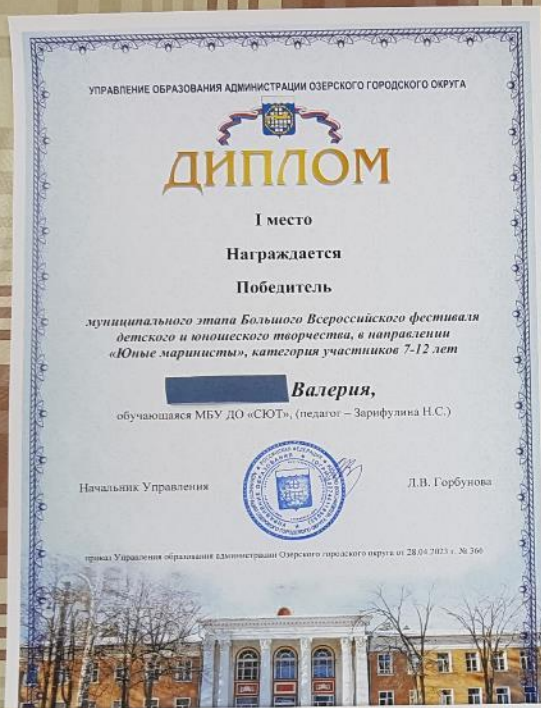 УПРАВЛЕНИЕ ОБРАЗОВАНИЯ АДМИНИСТРАЦИИ ОЗЕРСКОГО ГОРОДСКОГО ОКРУГА
ДИПЛОМ
I место
Награждается
Победитель
муниципального этапа Большого Всероссийского фестиваля
детского и юношеского творчества, в направлении
«Юные маринисты», категория участников 7-12 лет
Валерия,
обучающаяся МБУ ДО «СЮТ», (педагог – Зарифулина Н.С.)
Начальник Управления
Л.В. Горбунова
приказ Управления образования администрации Озерского городского округа от 28.04.2023 г. № 366